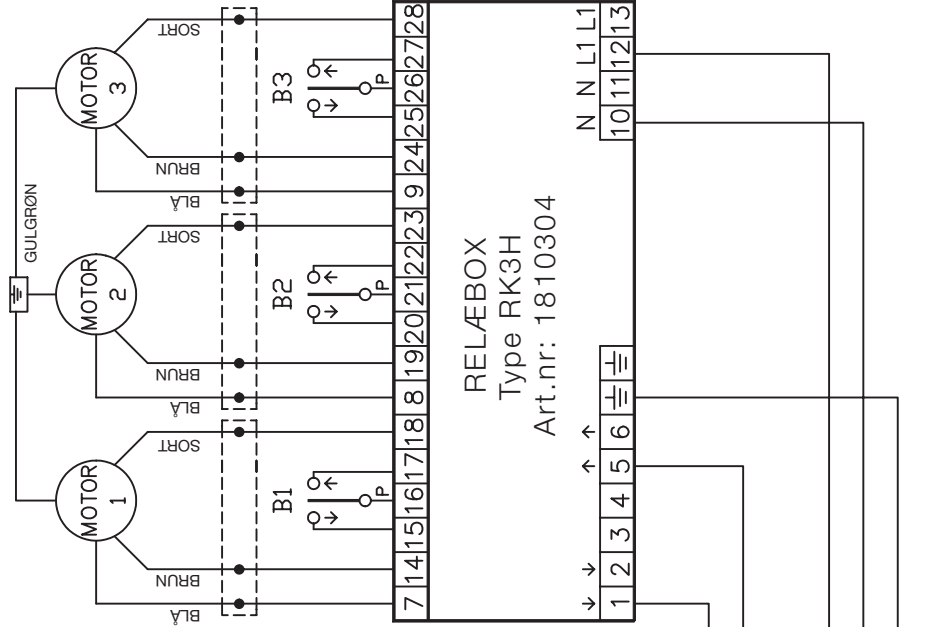 MOTOR
3
MOTOR
2
MOTOR
1
GULGRØN
SORT
BRUN
BLÅ
SORT
BRUN
BLÅ
SORT
BRUN
BLÅ
B3
P
B2
P
B1
P
28
27
26
25
24
9
23
22
21
20
19
8
18
17
16
15
14
7
RELÆBOX
Type RK3H
Art.nr: 1810304
N N L1 L1
10 11 12 13
1 2 3 4 5 6